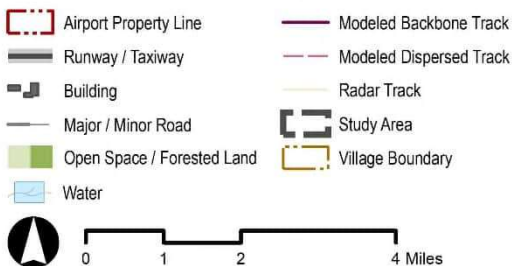 Airport Property Line
Runway / Taxiway
Building
Major / Minor Road
Open Space / Forested Land
Water
Modeled Backbone Track
Modeled Dispersed Track
Radar Track
Study Area
Village Boundary
0 1 2 4 Miles